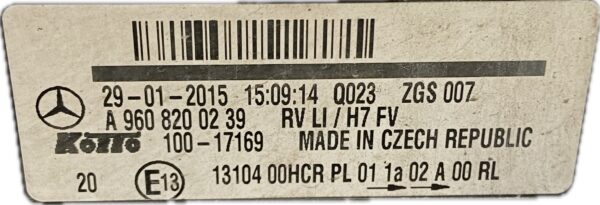 29-01-2015 15:09:14 Q023 ZGS 007
A 960 820 02 39 RV LI / H7 FV
100-17169 MADE IN CZECH REPUBLIC
20 E13 13104 00HCR PL 01 1a 02 A 00 RL